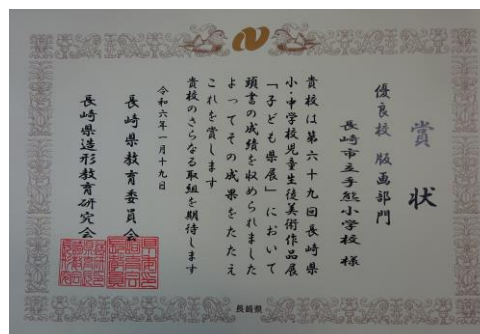 賞状
優良校 版画部門
長崎市立手熊小学校 様
貴校は第六十九回長崎県
小・中学校児童生徒美術作品展
「子ども県展」において
頭書の成績を収められました
よってその成果をたたえ
これを賞します
貴校のさらなる取組を期待します
令和六年一月十九日
長崎県教育委員会
長崎県造形教育研究会
長崎県